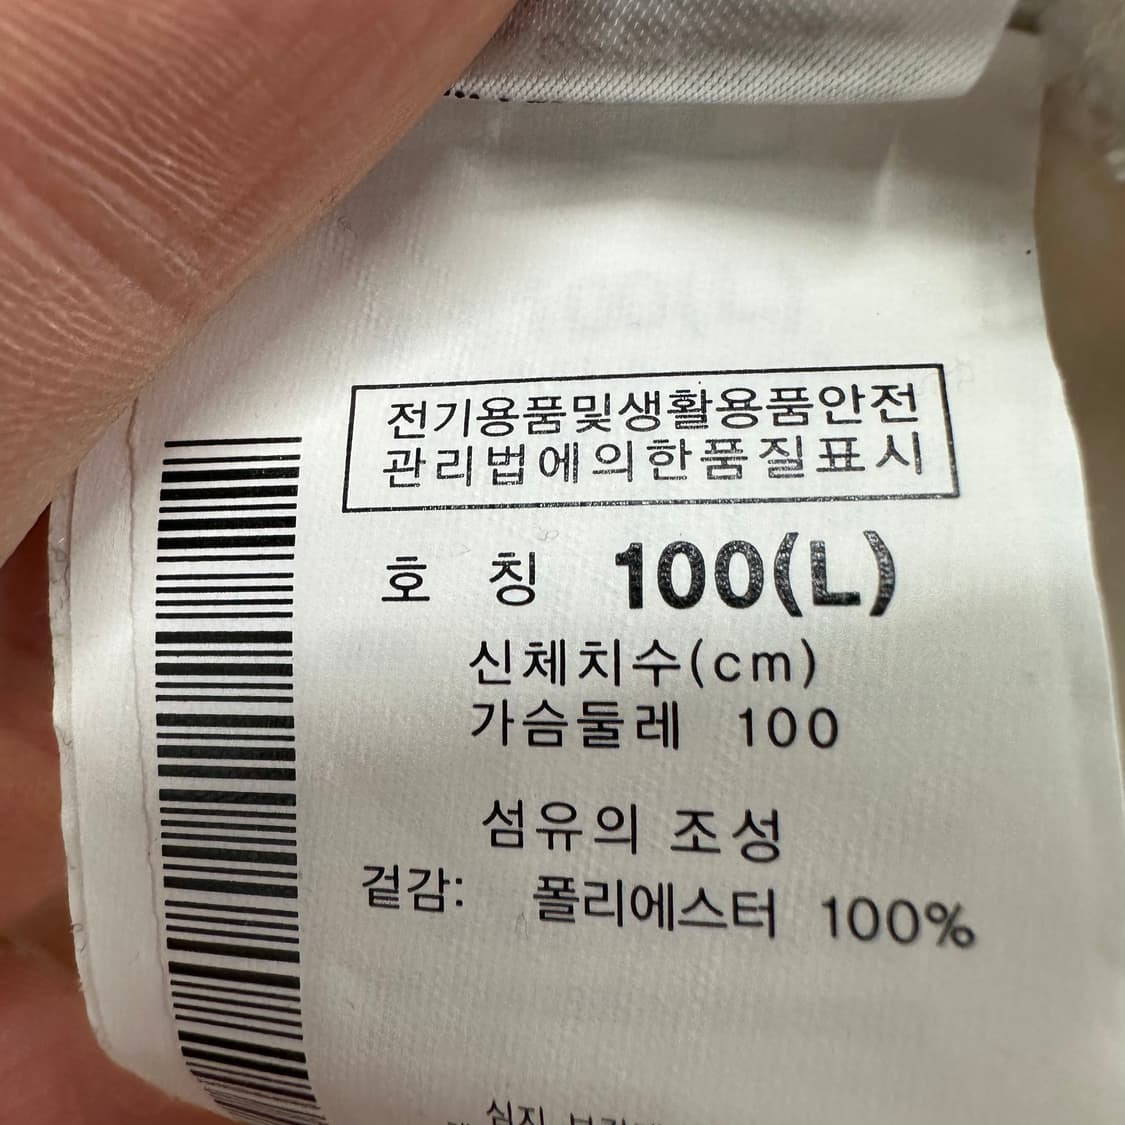 전기용품및생활용품안전
관리법에의한품질표시
호 칭 100(L)
신체치수(cm)
가슴둘레 100
섬유의 조성
겉감: 폴리에스터 100%